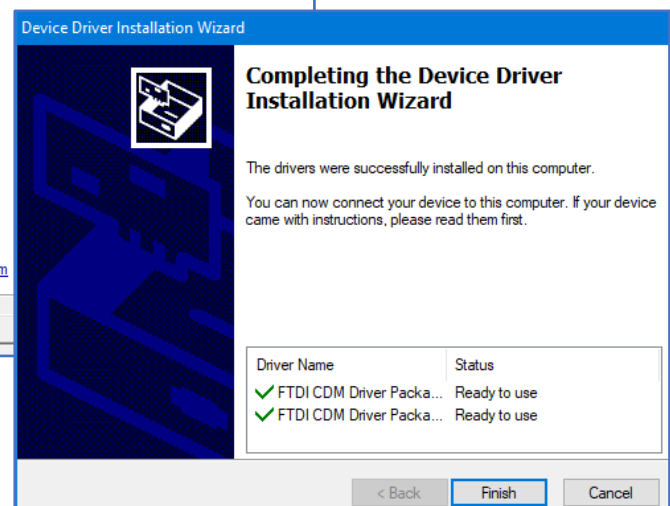 Device Driver Installation Wizard
Completing the Device Driver
Installation Wizard
The drivers were successfully installed on this computer.
You can now connect your device to this computer. If your device
came with instructions, please read them first.
m
Driver Name Status
FTDI CDM Driver Packa... Ready to use
FTDI CDM Driver Packa... Ready to use
< Back Finish Cancel